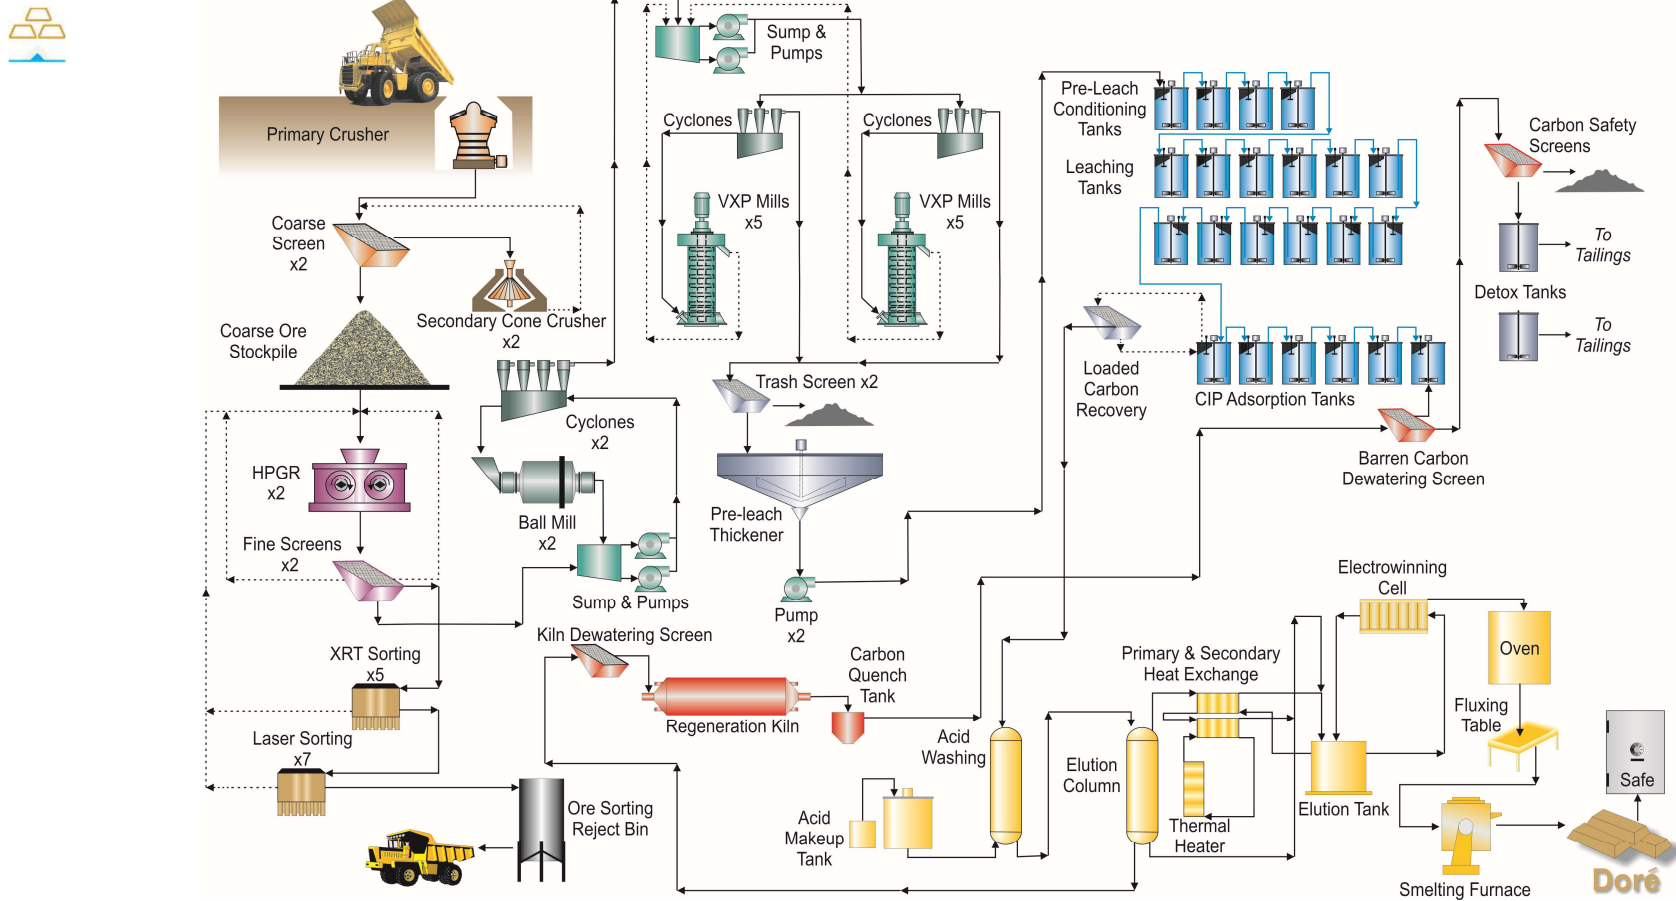 Sump &
Pumps
Primary Crusher
Cyclones
Cyclones
Pre-Leach
Conditioning
Tanks
Carbon Safety
Screens
Leaching
Tanks
VXP Mills
x5
VXP Mills
x5
Coarse
Screen
x2
To
Tailings
Detox Tanks
Secondary Cone Crusher
x2
Coarse Ore
Stockpile
To
Tailings
Loaded
Carbon
Recovery
CIP Adsorption Tanks
Trash Screen x2
Cyclones
x2
HPGR
x2
Barren Carbon
Dewatering Screen
Ball Mill
x2
Pre-leach
Thickener
Fine Screens
x2
Electrowinning
Cell
Sump & Pumps
Pump
x2
Kiln Dewatering Screen
XRT Sorting
x5
Carbon
Quench
Tank
Primary & Secondary
Heat Exchange
Oven
Regeneration Kiln
Fluxing
Table
Laser Sorting
x7
Acid
Washing
Elution
Column
Safe
Ore Sorting
Reject Bin
Acid
Makeup
Tank
Thermal
Heater
Elution Tank
Smelting Furnace
Doré